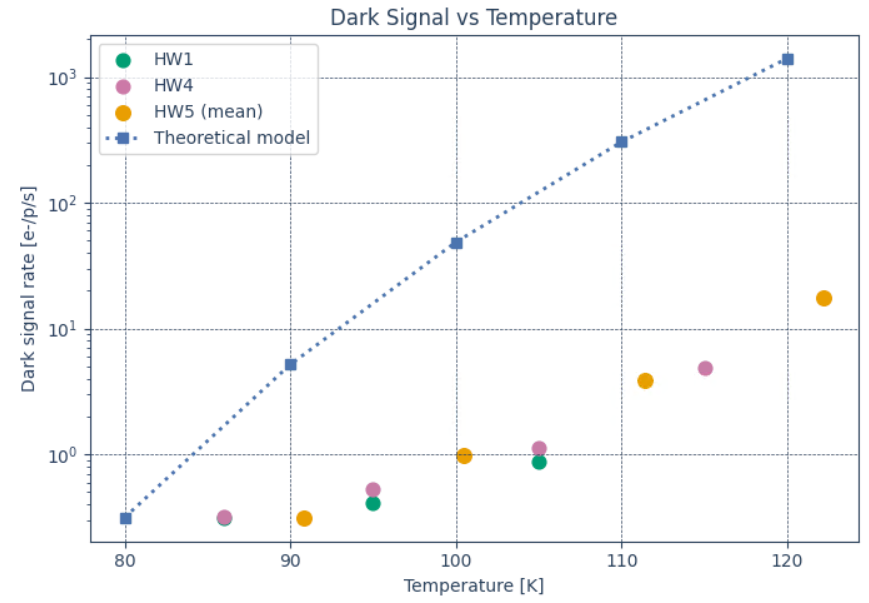 Dark Signal vs Temperature
HW1
HW4
HW5 (mean)
Theoretical model
Dark signal rate [e-/p/s]
10³
10²
10¹
10⁰
80 90 100 110 120
Temperature [K]